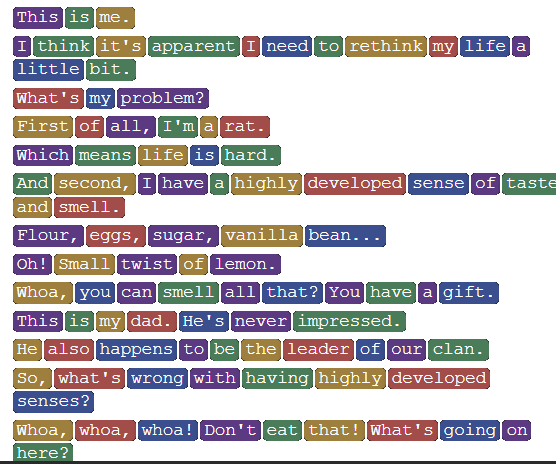 This is me.
I think it's apparent I need to rethink my life a
little bit.
What's my problem?
First of all, I'm a rat.
Which means life is hard.
And second, I have a highly developed sense of taste
and smell.
Flour, eggs, sugar, vanilla bean...
Oh! Small twist of lemon.
Whoa, you can smell all that? You have a gift.
This is my dad. He's never impressed.
He also happens to be the leader of our clan.
So, what's wrong with having highly developed
senses?
Whoa, whoa, whoa! Don't eat that! What's going on
here?